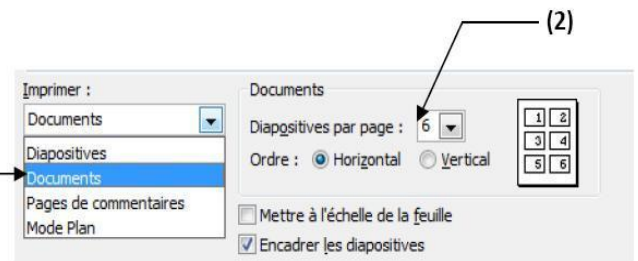 (2)
Imprimer :
Documents
Diapositives
Documents
Pages de commentaires
Mode Plan
Documents
Diapositives par page : 6
Ordre : Horizontal Vertical
1 2
3 4
5 6
Mettre à l'échelle de la feuille
Encadrer les diapositives